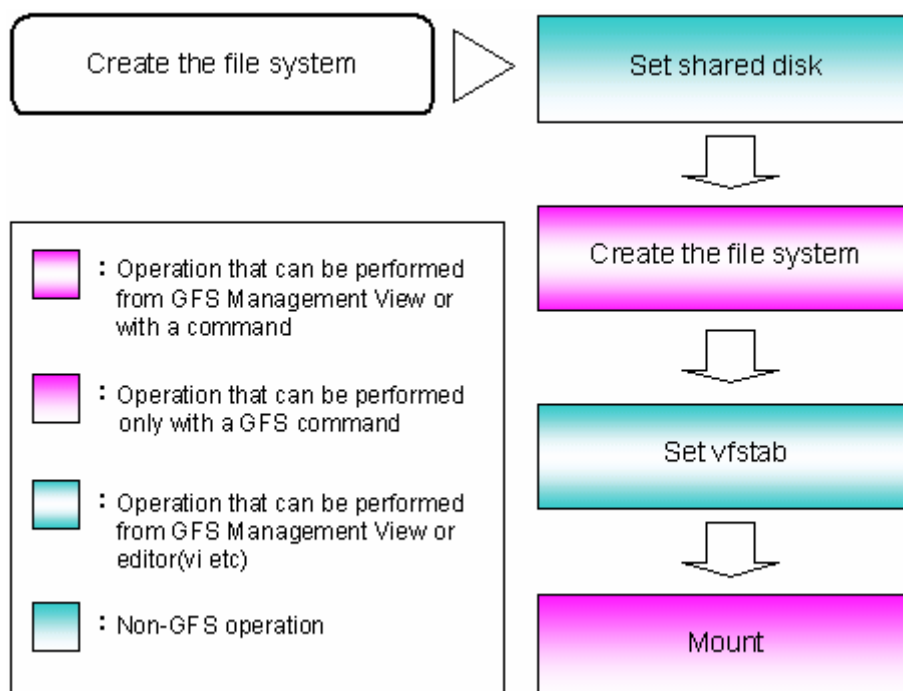 Create the file system
Set shared disk
Create the file system
Set vfstab
Mount
: Operation that can be performed
from GFS Management View or
with a command
: Operation that can be performed
only with a GFS command
: Operation that can be performed
from GFS Management View or
editor(vi etc)
: Non-GFS operation